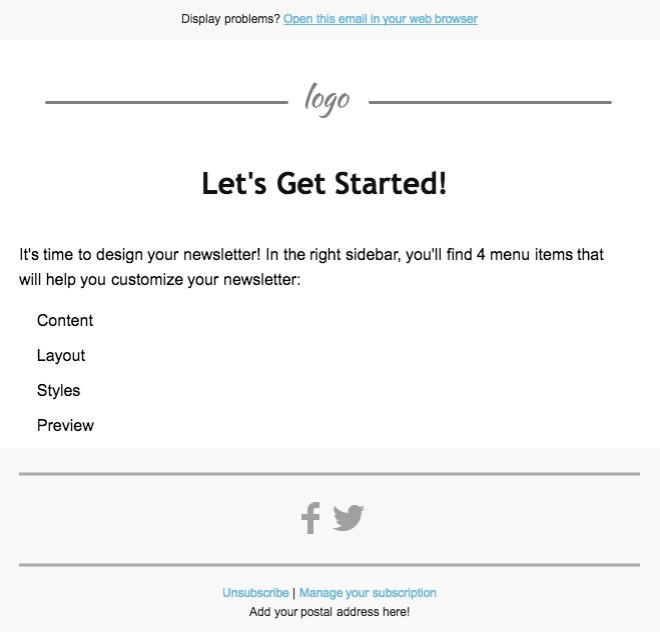 Display problems? Open this email in your web browser
logo
Let's Get Started!
It's time to design your newsletter! In the right sidebar, you'll find 4 menu items that
will help you customize your newsletter:
Content
Layout
Styles
Preview
Unsubscribe | Manage your subscription
Add your postal address here!